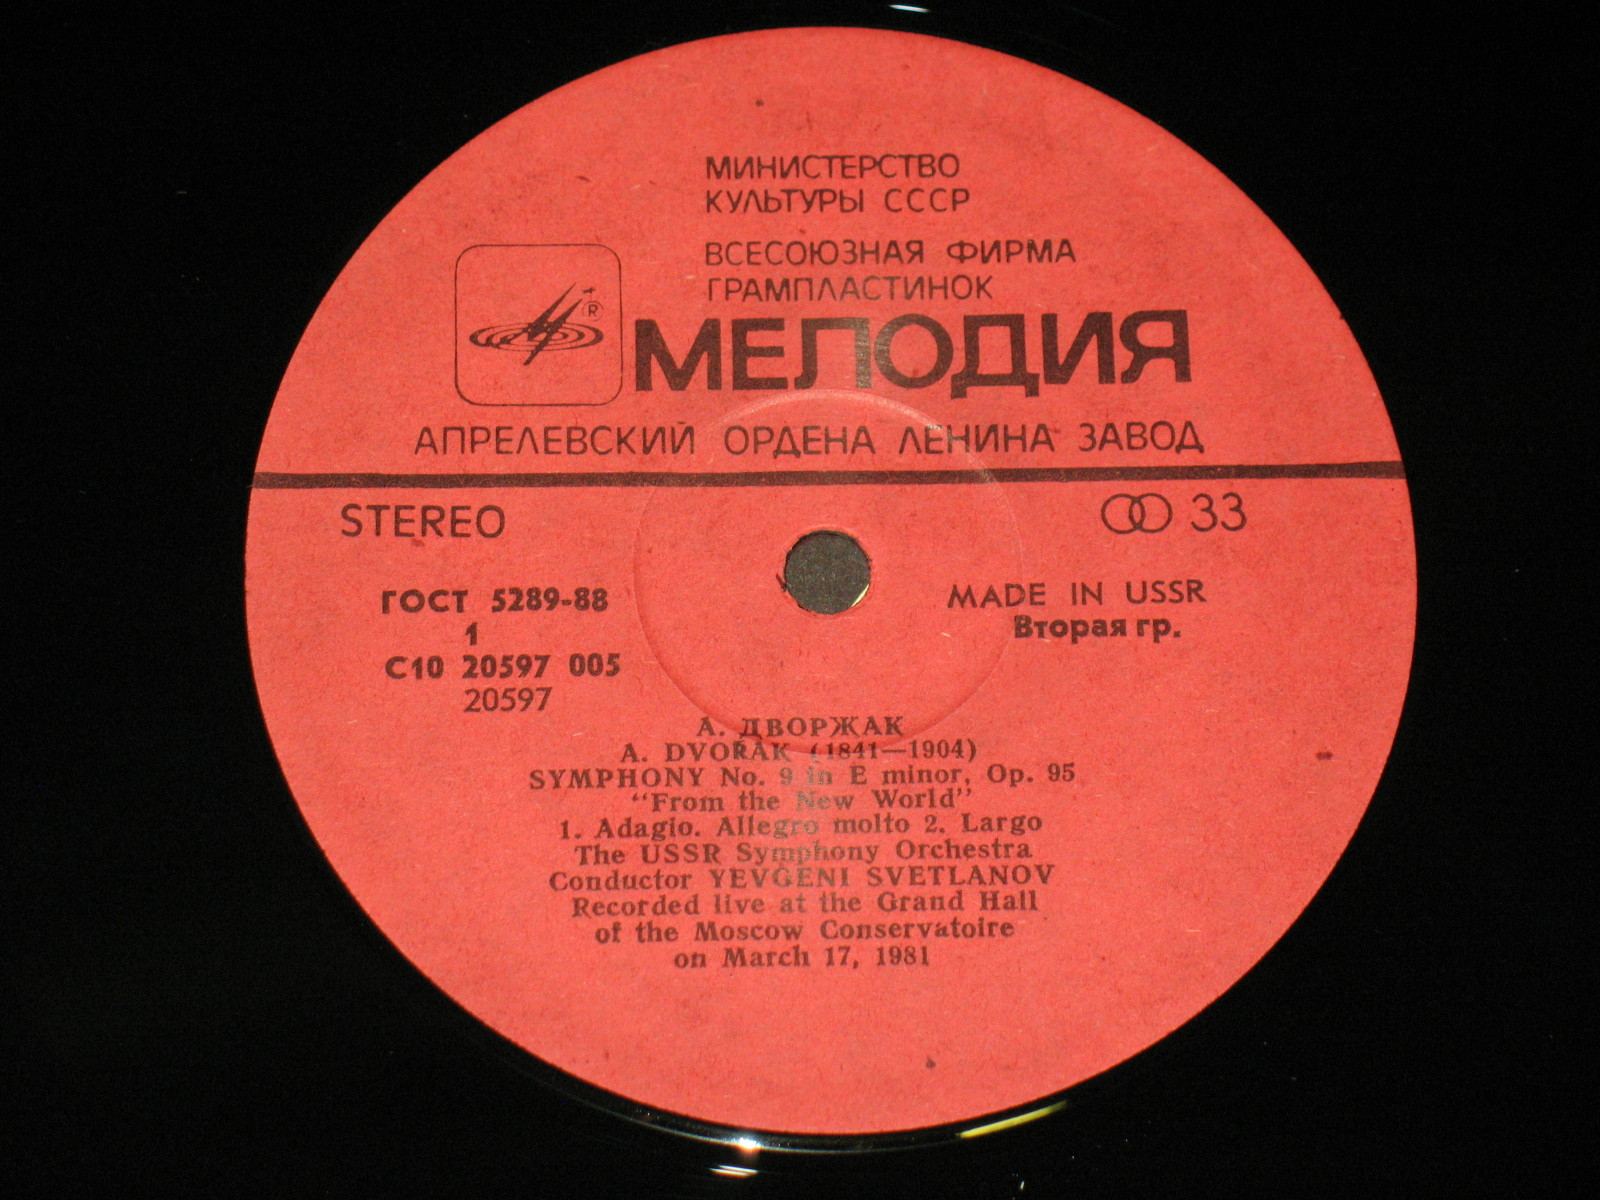 МИНИСТЕРСТВО
КУЛЬТУРЫ СССР
ВСЕСОЮЗНАЯ ФИРМА
ГРАМПЛАСТИНОК
®
МЕЛОДИЯ
АПРЕЛЕВСКИЙ ОРДЕНА ЛЕНИНА ЗАВОД
STEREO
33
ГОСТ 5289-88
1
С10 20597 005
20597
MADE IN USSR
Вторая гр.
А. ДВОРЖАК
A. DVOŘÁK (1841—1904)
SYMPHONY No. 9 in E minor, Op. 95
“From the New World”
1. Adagio. Allegro molto 2. Largo
The USSR Symphony Orchestra
Conductor YEVGENI SVETLANOV
Recorded live at the Grand Hall
of the Moscow Conservatoire
on March 17, 1981